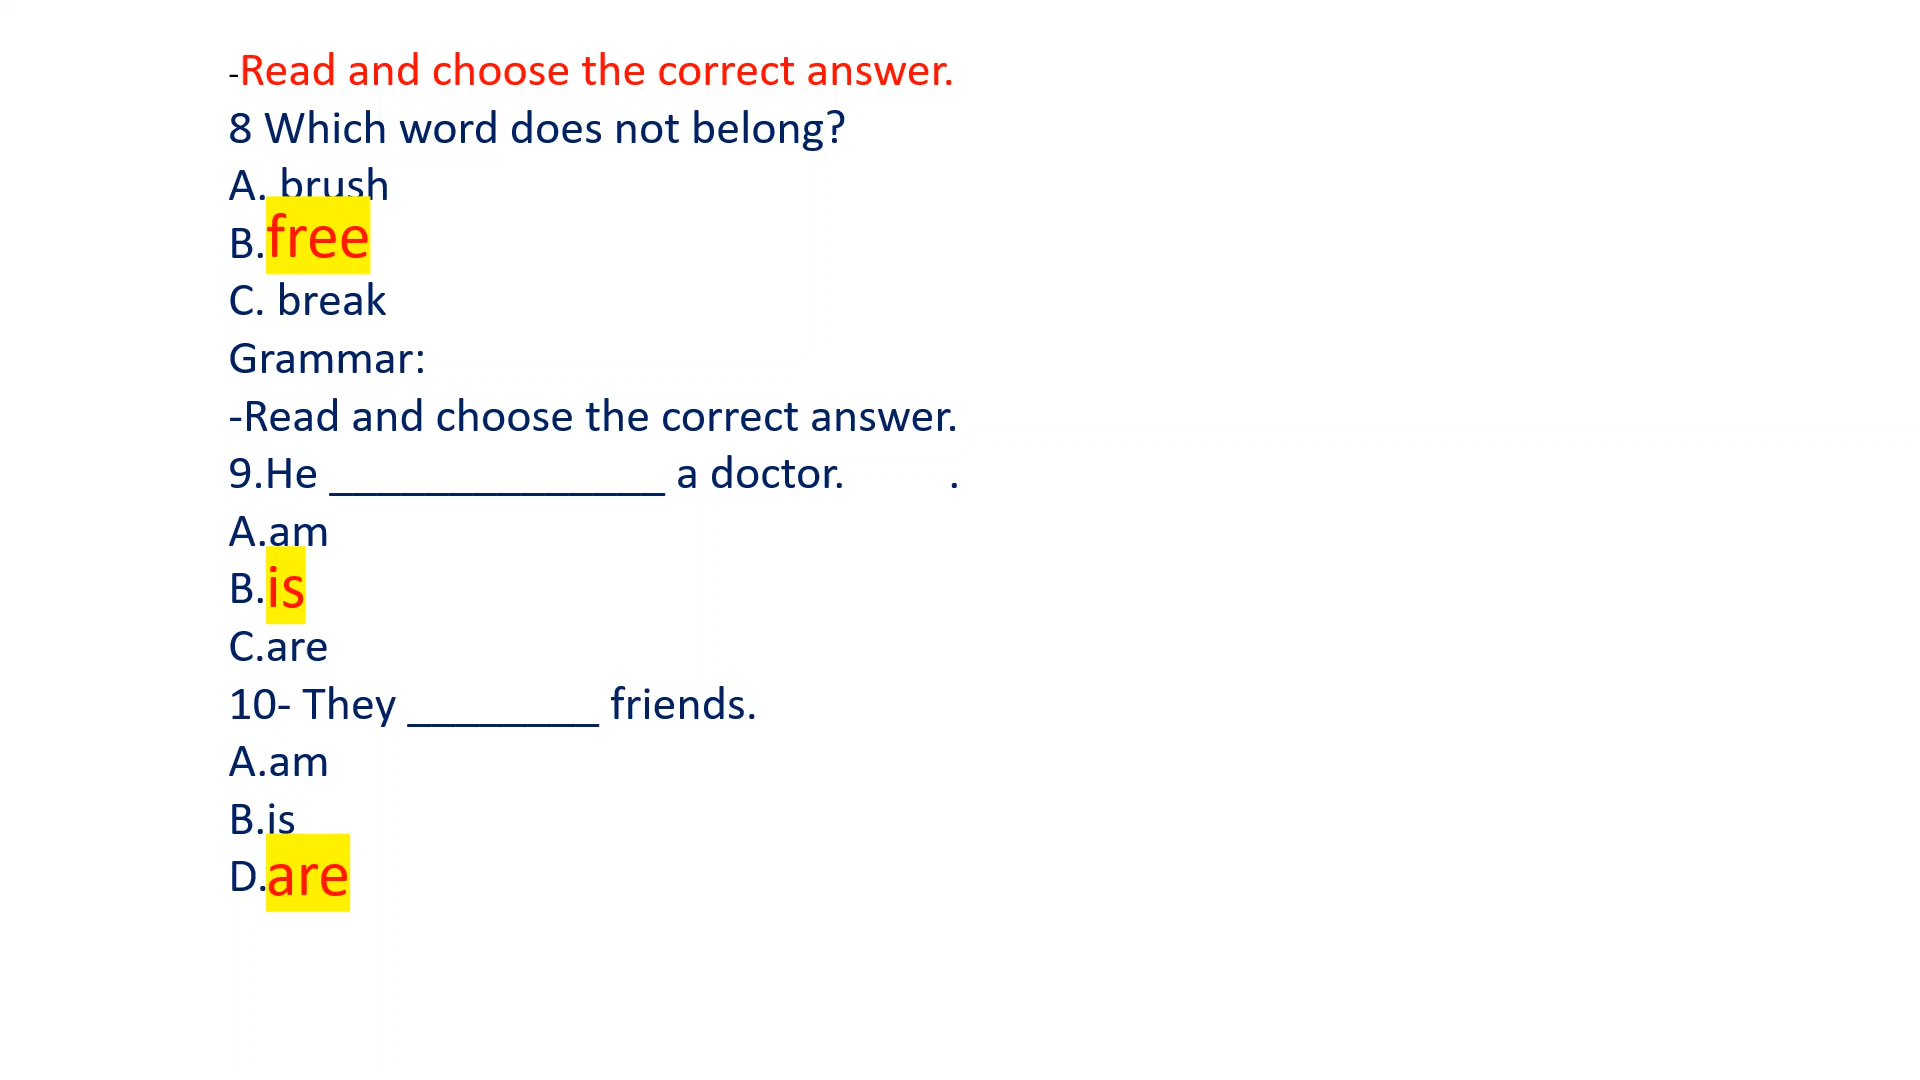 -Read and choose the correct answer.
8 Which word does not belong?
A. brush
B.free
C. break
Grammar:
-Read and choose the correct answer.
9.He ______________ a doctor. .
A.am
B.is
C.are
10- They ________ friends.
A.am
B.is
D.are